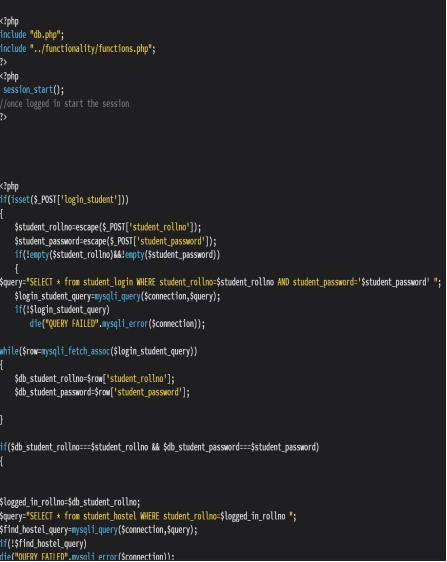 <?php
include "db.php";
include "../functionality/functions.php";
?>
<?php
session_start();
//once logged in start the session
?>
<?php
if(isset($_POST['login_student']))
{
$student_rollno=escape($_POST['student_rollno']);
$student_password=escape($_POST['student_password']);
if(!empty($student_rollno)&&!empty($student_password))
{
$query="SELECT * from student_login WHERE student_rollno=$student_rollno AND student_password='$student_password' ";
$login_student_query=mysqli_query($connection,$query);
if(!$login_student_query)
die("QUERY FAILED".mysqli_error($connection));
while($row=mysqli_fetch_assoc($login_student_query))
{
$db_student_rollno=$row['student_rollno'];
$db_student_password=$row['student_password'];
}
if($db_student_rollno===$student_rollno && $db_student_password===$student_password)
{
$logged_in_rollno=$db_student_rollno;
$query="SELECT * from student_hostel WHERE student_rollno=$logged_in_rollno ";
$find_hostel_query=mysqli_query($connection,$query);
if(!$find_hostel_query)
die("QUERY FAILED".mysqli_error($connection));